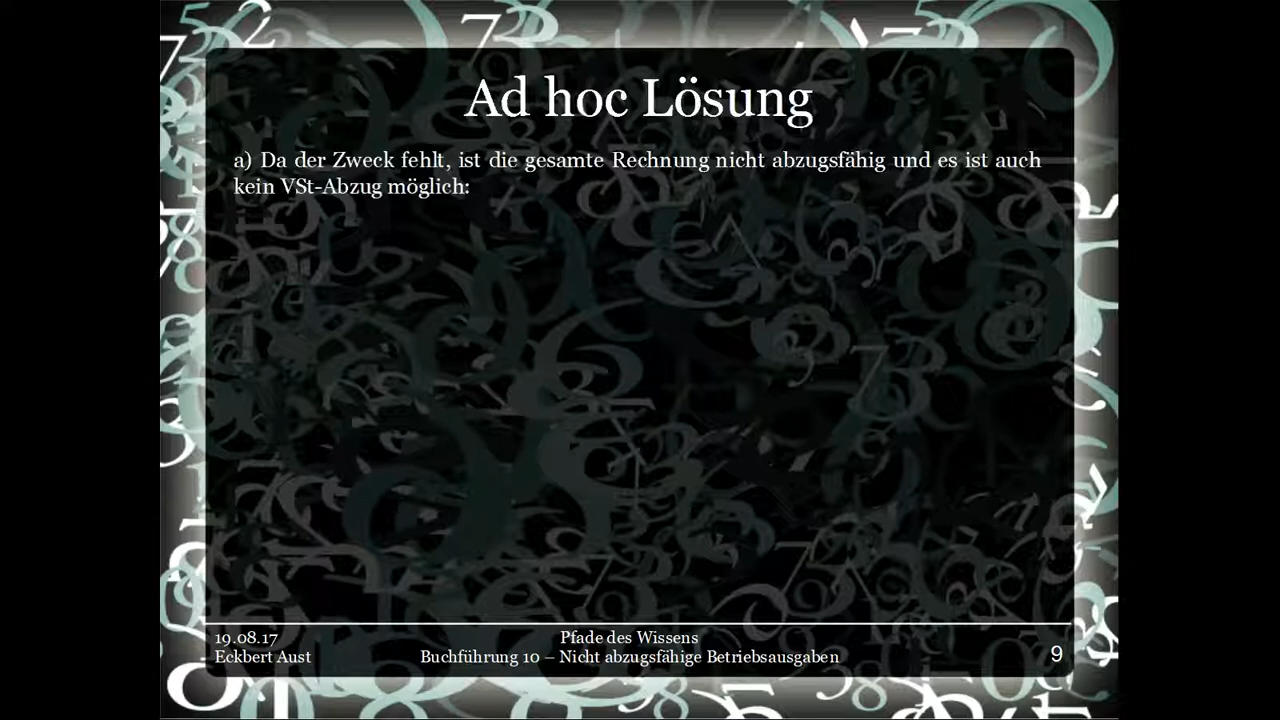 Ad hoc Lösung
a) Da der Zweck fehlt, ist die gesamte Rechnung nicht abzugsfähig und es ist auch
kein VSt-Abzug möglich:
19.08.17
Eckbert Aust
Pfade des Wissens
Buchführung 10 – Nicht abzugsfähige Betriebsausgaben
9